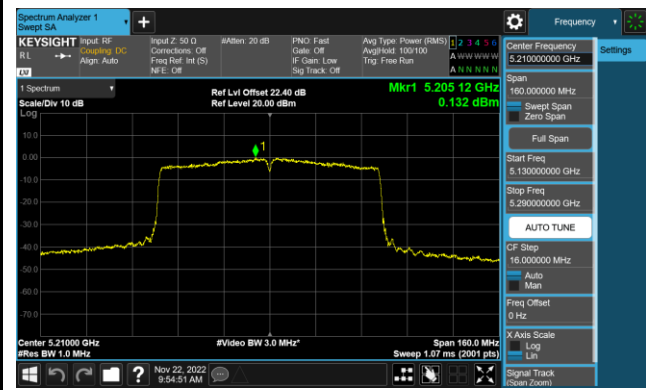 Spectrum Analyzer 1
Swept SA
Frequency
KEYSIGHT
RL
Input: RF
Coupling: DC
Align: Auto
Input Z: 50 Ω
Corrections: Off
Freq Ref: Int (S)
NFE: Off
#Atten: 20 dB
PNO: Fast
Gate: Off
IF Gain: Low
Sig Track: Off
Avg Type: Power (RMS)
Avg|Hold: 100/100
Trig: Free Run
1 2 3 4 5 6
A W W W W W
A N N N N N
LXI
1 Spectrum
Scale/Div 10 dB
Log
Ref Lvl Offset 22.40 dB
Ref Level 20.00 dBm
Mkr1 5.205 12 GHz
0.132 dBm
1
10.0
0.00
-10.0
-20.0
-30.0
-40.0
-50.0
-60.0
-70.0
Center 5.21000 GHz
#Res BW 1.0 MHz
#Video BW 3.0 MHz*
Span 160.0 MHz
Sweep 1.07 ms (2001 pts)
Nov 22, 2022
9:54:51 AM
Settings
Center Frequency
5.210000000 GHz
Span
160.000000 MHz
Swept Span
Zero Span
Full Span
Start Freq
5.130000000 GHz
Stop Freq
5.290000000 GHz
AUTO TUNE
CF Step
16.000000 MHz
Auto
Man
Freq Offset
0 Hz
X Axis Scale
Log
Lin
Signal Track
(Span Zoom)